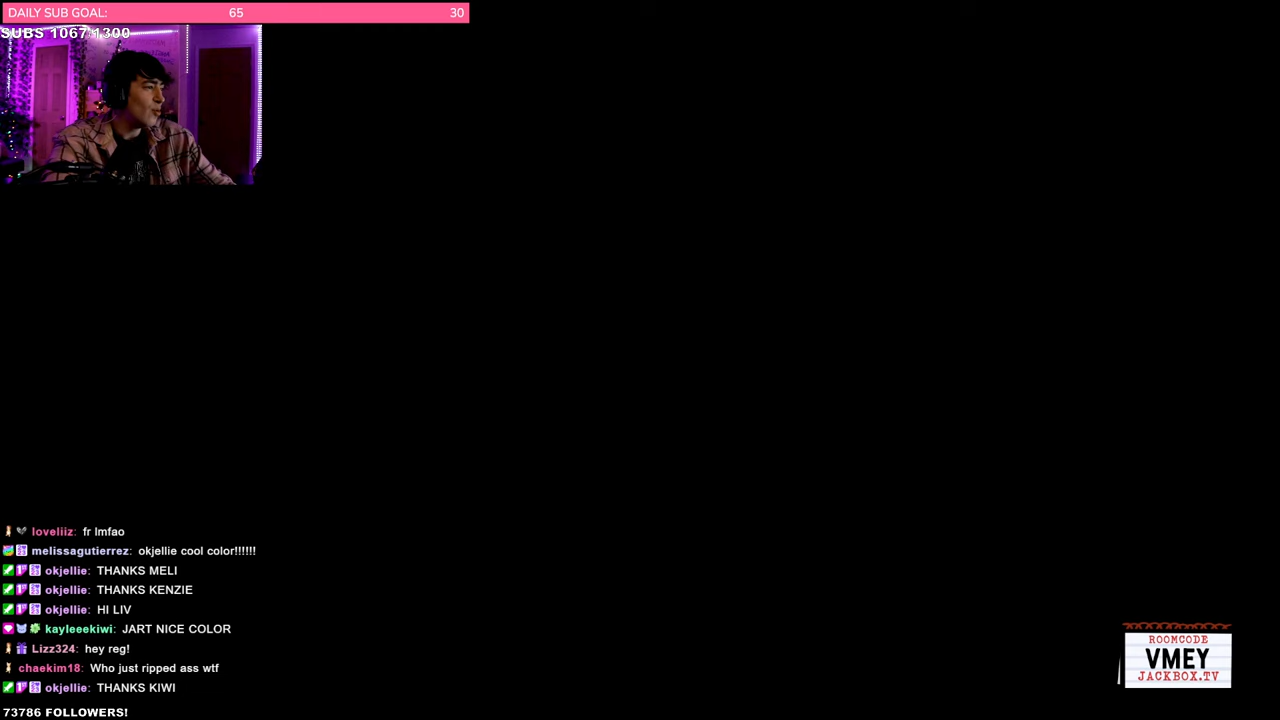 DAILY SUB GOAL: 65 30
SUBS 1067/1300
loveliiz: fr lmfao
melissagutierrez: okjellie cool color!!!!!!
okjellie: THANKS MELI
okjellie: THANKS KENZIE
okjellie: HI LIV
kayleeekiwi: JART NICE COLOR
Lizz324: hey reg!
chaekim18: Who just ripped ass wtf
okjellie: THANKS KIWI
73786 FOLLOWERS!
ROOMCODE
VMEY
JACKBOX.TV